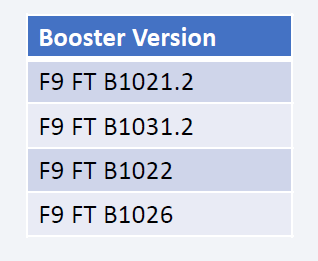 Booster Version
F9 FT B1021.2
F9 FT B1031.2
F9 FT B1022
F9 FT B1026